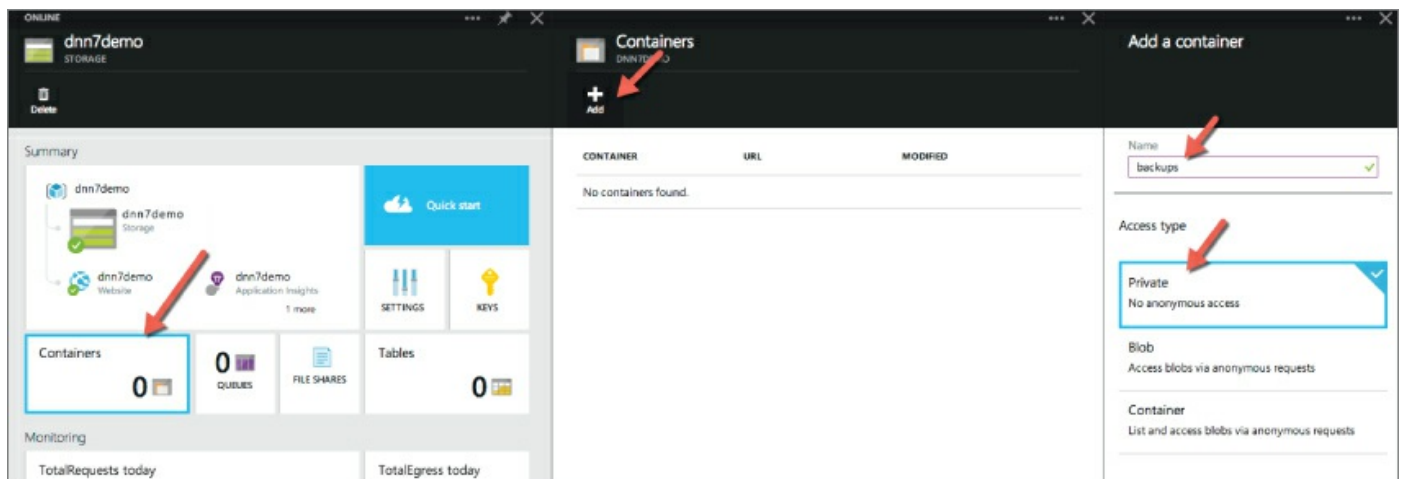 ONLINE
dnn7demo
STORAGE
Delete
Summary
dnn7demo
dnn7demo
Storage
dnn7demo
Website
dnn7demo
Application Insights
1 more
Quick start
SETTINGS
KEYS
Containers
0
0
QUEUES
FILE SHARES
Tables
0
Monitoring
TotalRequests today
TotalEgress today
Containers
Add
CONTAINER URL MODIFIED
No containers found.
Add a container
Name
backups
Access type
Private
No anonymous access
Blob
Access blobs via anonymous requests
Container
List and access blobs via anonymous requests